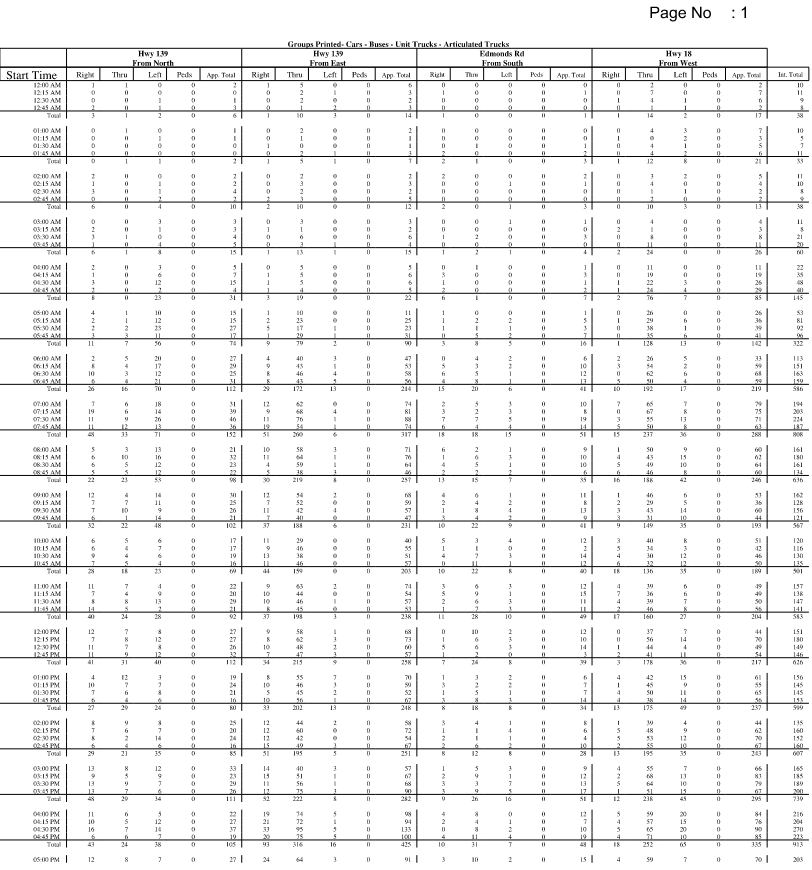 Page No : 1
Groups Printed- Cars - Buses - Unit Trucks - Articulated Trucks
Hwy 139 Hwy 139 Edmonds Rd Hwy 18
From North From East From South From West
Start Time Right Thru Left Peds App. Total Right Thru Left Peds App. Total Right Thru Left Peds App. Total Right Thru Left Peds App. Total Int. Total
12:00 AM 1 1 0 0 2 1 5 0 0 6 0 0 0 0 0 0 2 0 0 2 10
12:15 AM 0 0 0 0 0 0 2 1 0 3 1 0 0 0 1 0 7 0 0 7 11
12:30 AM 0 0 1 0 1 0 2 0 0 2 0 0 0 0 0 1 4 1 0 6 9
12:45 AM 2 0 1 0 3 0 1 2 0 3 0 0 0 0 0 0 1 1 0 2 8
Total 3 1 2 0 6 1 10 3 0 14 1 0 0 0 1 1 14 2 0 17 38
01:00 AM 0 1 0 0 1 0 2 0 0 2 0 0 0 0 0 0 4 3 0 7 10
01:15 AM 0 0 0 0 0 0 1 0 0 1 0 1 0 0 1 1 0 2 0 3 5
01:30 AM 0 0 0 0 0 1 0 0 0 1 0 0 0 0 1 0 4 1 0 5 7
01:45 AM 0 0 1 0 1 0 2 1 0 3 2 0 0 0 2 0 4 2 0 6 11
Total 0 1 1 0 2 1 5 1 0 7 2 1 0 0 3 1 12 8 0 21 33
02:00 AM 2 0 0 0 2 0 2 0 0 2 2 0 0 0 2 0 3 2 0 5 11
02:15 AM 1 0 1 0 2 0 3 0 0 3 0 0 1 0 1 0 4 0 0 4 10
02:30 AM 3 0 1 0 4 0 2 0 0 2 0 0 0 0 0 0 1 1 0 2 8
02:45 AM 0 0 2 0 2 2 3 0 0 5 0 0 0 0 0 0 2 0 0 2 9
Total 6 0 4 0 10 2 10 0 0 12 2 0 1 0 3 0 10 3 0 13 38
03:00 AM 0 0 3 0 3 0 3 0 0 3 0 0 1 0 1 0 4 0 0 4 11
03:15 AM 2 0 1 0 3 1 1 0 0 2 0 0 0 0 0 2 1 0 0 3 8
03:30 AM 3 1 0 0 4 0 6 0 0 6 1 2 0 0 3 0 8 0 0 8 21
03:45 AM 1 0 4 0 5 0 3 1 0 4 0 0 0 0 0 0 11 0 0 11 20
Total 6 1 8 0 15 1 13 1 0 15 1 2 1 0 4 2 24 0 0 26 60
04:00 AM 2 0 3 0 5 0 5 0 0 5 0 1 0 0 1 0 11 0 0 11 22
04:15 AM 1 0 6 0 7 1 5 0 0 6 3 0 0 0 3 0 19 0 0 19 35
04:30 AM 3 0 12 0 15 1 5 0 0 6 1 0 0 0 1 1 22 3 0 26 48
04:45 AM 2 0 2 0 4 1 4 0 0 5 2 0 0 0 2 1 24 4 0 29 40
Total 8 0 23 0 31 3 19 0 0 22 6 1 0 0 7 2 76 7 0 85 145
05:00 AM 4 1 10 0 15 1 10 0 0 11 1 0 0 0 1 0 26 0 0 26 53
05:15 AM 2 1 12 0 15 2 23 0 0 25 1 2 2 0 5 1 29 6 0 36 81
05:30 AM 2 2 23 0 27 5 17 1 0 23 1 1 1 0 3 0 38 1 0 39 92
05:45 AM 3 3 11 0 17 1 29 1 0 31 0 5 2 0 7 0 35 6 0 41 96
Total 11 7 56 0 74 9 79 2 0 90 3 8 5 0 16 1 128 13 0 142 322
06:00 AM 2 5 20 0 27 4 40 3 0 47 0 4 2 0 6 2 26 5 0 33 113
06:15 AM 8 4 17 0 29 9 43 1 0 53 5 3 2 0 10 3 54 2 0 59 151
06:30 AM 10 3 12 0 25 8 46 4 0 58 6 5 1 0 12 0 62 6 0 68 163
06:45 AM 6 4 21 0 31 8 43 5 0 56 4 8 1 0 13 5 50 4 0 59 159
Total 26 16 70 0 112 29 172 13 0 214 15 20 6 0 41 10 192 17 0 219 586
07:00 AM 7 6 18 0 31 12 62 0 0 74 2 5 3 0 10 7 65 7 0 79 194
07:15 AM 19 6 14 0 39 9 68 4 0 81 3 2 3 0 8 0 67 8 0 75 203
07:30 AM 11 9 26 0 46 11 76 1 0 88 7 7 5 0 19 3 55 13 0 71 224
07:45 AM 11 12 13 0 36 19 54 1 0 74 6 4 4 0 14 5 50 8 0 63 187
Total 48 33 71 0 152 51 260 6 0 317 18 18 15 0 51 15 237 36 0 288 808
08:00 AM 5 3 13 0 21 10 58 3 0 71 6 2 1 0 9 1 50 9 0 60 161
08:15 AM 6 10 16 0 32 11 64 1 0 76 1 6 3 0 10 4 43 15 0 62 180
08:30 AM 6 5 12 0 23 4 59 1 0 64 4 5 1 0 10 5 49 10 0 64 161
08:45 AM 5 5 12 0 22 5 38 3 0 46 2 2 2 0 6 6 46 8 0 60 134
Total 22 23 53 0 98 30 219 8 0 257 13 15 7 0 35 16 188 42 0 246 636
09:00 AM 12 4 14 0 30 12 54 2 0 68 4 6 1 0 11 1 46 6 0 53 162
09:15 AM 7 7 11 0 25 7 52 0 0 59 2 4 2 0 8 2 29 5 0 36 128
09:30 AM 7 10 9 0 26 11 42 4 0 57 1 8 4 0 13 3 43 14 0 60 156
09:45 AM 6 1 14 0 21 7 40 0 0 47 3 4 2 0 9 3 31 10 0 44 121
Total 32 22 48 0 102 37 188 6 0 231 10 22 9 0 41 9 149 35 0 193 567
10:00 AM 6 5 6 0 17 11 29 0 0 40 5 3 4 0 12 3 40 8 0 51 120
10:15 AM 6 4 7 0 17 9 46 0 0 55 1 1 0 0 2 5 34 3 0 42 116
10:30 AM 9 4 6 0 19 13 38 0 0 51 4 7 3 0 14 4 30 12 0 46 130
10:45 AM 7 5 4 0 16 11 46 0 0 57 0 11 1 0 12 6 32 12 0 50 135
Total 28 18 23 0 69 44 159 0 0 203 10 22 8 0 40 18 136 35 0 189 501
11:00 AM 11 7 4 0 22 9 63 2 0 74 3 6 3 0 12 4 39 6 0 49 157
11:15 AM 7 4 9 0 20 10 44 0 0 54 5 9 1 0 15 7 36 6 0 49 138
11:30 AM 8 8 13 0 29 10 46 1 0 57 2 6 3 0 11 4 39 7 0 50 147
11:45 AM 14 5 2 0 21 8 45 0 0 53 1 7 3 0 11 2 46 8 0 56 141
Total 40 24 28 0 92 37 198 3 0 238 11 28 10 0 49 17 160 27 0 204 583
12:00 PM 12 7 8 0 27 9 58 1 0 68 0 10 2 0 12 0 37 7 0 44 151
12:15 PM 7 8 12 0 27 8 62 3 0 73 1 6 3 0 10 0 56 14 0 70 180
12:30 PM 11 7 8 0 26 10 48 2 0 60 5 6 3 0 14 1 44 4 0 49 149
12:45 PM 11 9 12 0 32 7 47 3 0 57 1 2 0 0 3 2 41 11 0 54 146
Total 41 31 40 0 112 34 215 9 0 258 7 24 8 0 39 3 178 36 0 217 626
01:00 PM 4 12 3 0 19 8 55 7 0 70 1 3 2 0 6 4 42 15 0 61 156
01:15 PM 10 7 7 0 24 10 46 3 0 59 3 2 2 0 7 1 45 9 0 55 145
01:30 PM 7 6 8 0 21 5 45 2 0 52 1 5 1 0 7 4 50 11 0 65 145
01:45 PM 6 4 6 0 16 10 56 1 0 67 3 8 3 0 14 4 38 14 0 56 153
Total 27 29 24 0 80 33 202 13 0 248 8 18 8 0 34 13 175 49 0 237 599
02:00 PM 8 9 8 0 25 12 44 2 0 58 3 4 1 0 8 1 39 4 0 44 135
02:15 PM 7 6 7 0 20 12 60 0 0 72 1 1 4 0 6 5 48 9 0 62 160
02:30 PM 8 2 14 0 24 12 42 0 0 54 2 1 1 0 4 5 53 12 0 70 152
02:45 PM 6 4 6 0 16 15 49 3 0 67 2 6 2 0 10 2 55 10 0 67 160
Total 29 21 35 0 85 51 195 5 0 251 8 12 8 0 28 13 195 35 0 243 607
03:00 PM 13 8 12 0 33 14 40 3 0 57 1 5 3 0 9 4 55 7 0 66 165
03:15 PM 9 5 9 0 23 15 51 1 0 67 2 9 1 0 12 2 68 13 0 83 185
03:30 PM 13 9 7 0 29 11 56 1 0 68 3 3 7 0 13 5 64 10 0 79 189
03:45 PM 13 7 6 0 26 12 75 3 0 90 3 9 5 0 17 1 51 15 0 67 200
Total 48 29 34 0 111 52 222 8 0 282 9 26 16 0 51 12 238 45 0 295 739
04:00 PM 11 6 5 0 22 19 74 5 0 98 4 8 0 0 12 5 59 20 0 84 216
04:15 PM 10 5 12 0 27 21 72 1 0 94 2 4 1 0 7 4 57 15 0 76 204
04:30 PM 16 7 14 0 37 33 95 5 0 133 0 8 2 0 10 5 65 20 0 90 270
04:45 PM 6 6 7 0 19 20 75 5 0 100 4 11 4 0 19 4 71 10 0 85 223
Total 43 24 38 0 105 93 316 16 0 425 10 31 7 0 48 18 252 65 0 335 913
05:00 PM 12 8 7 0 27 24 64 3 0 91 3 10 2 0 15 4 59 7 0 70 203